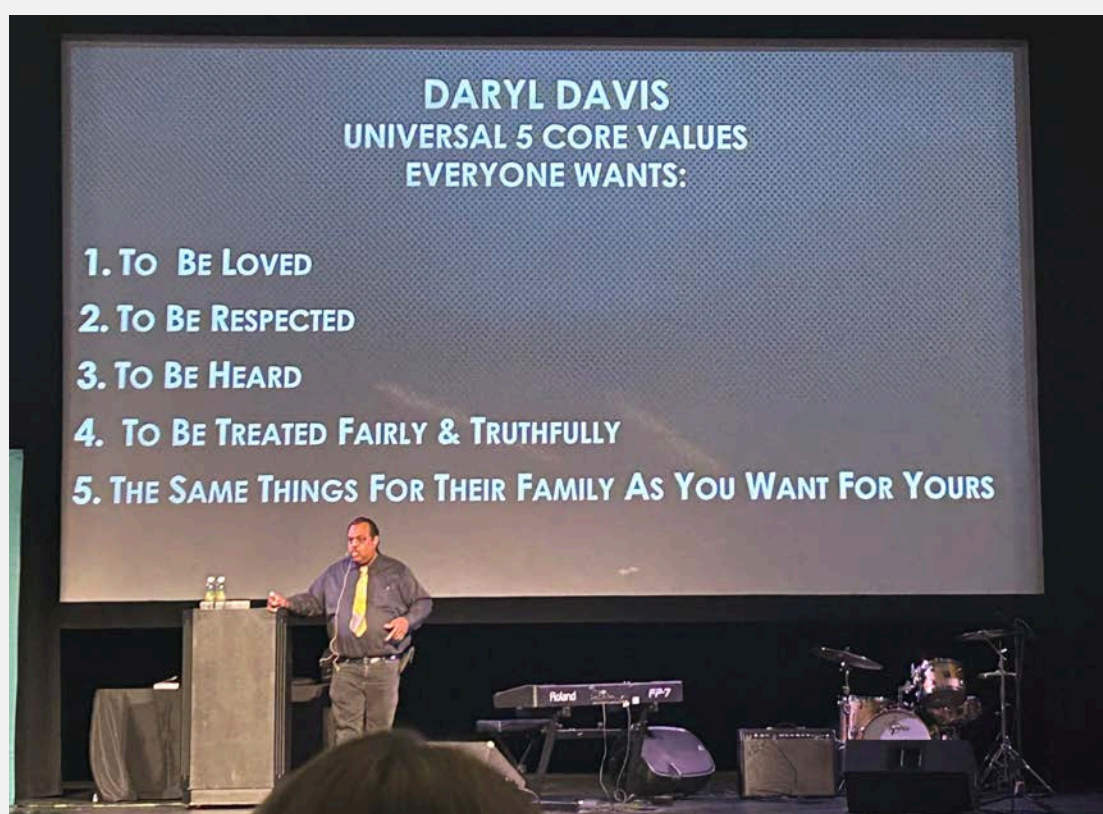 DARYL DAVIS
UNIVERSAL 5 CORE VALUES
EVERYONE WANTS:
1. TO BE LOVED
2. TO BE RESPECTED
3. TO BE HEARD
4. TO BE TREATED FAIRLY & TRUTHFULLY
5. THE SAME THINGS FOR THEIR FAMILY AS YOU WANT FOR YOURS
Roland
FP-7